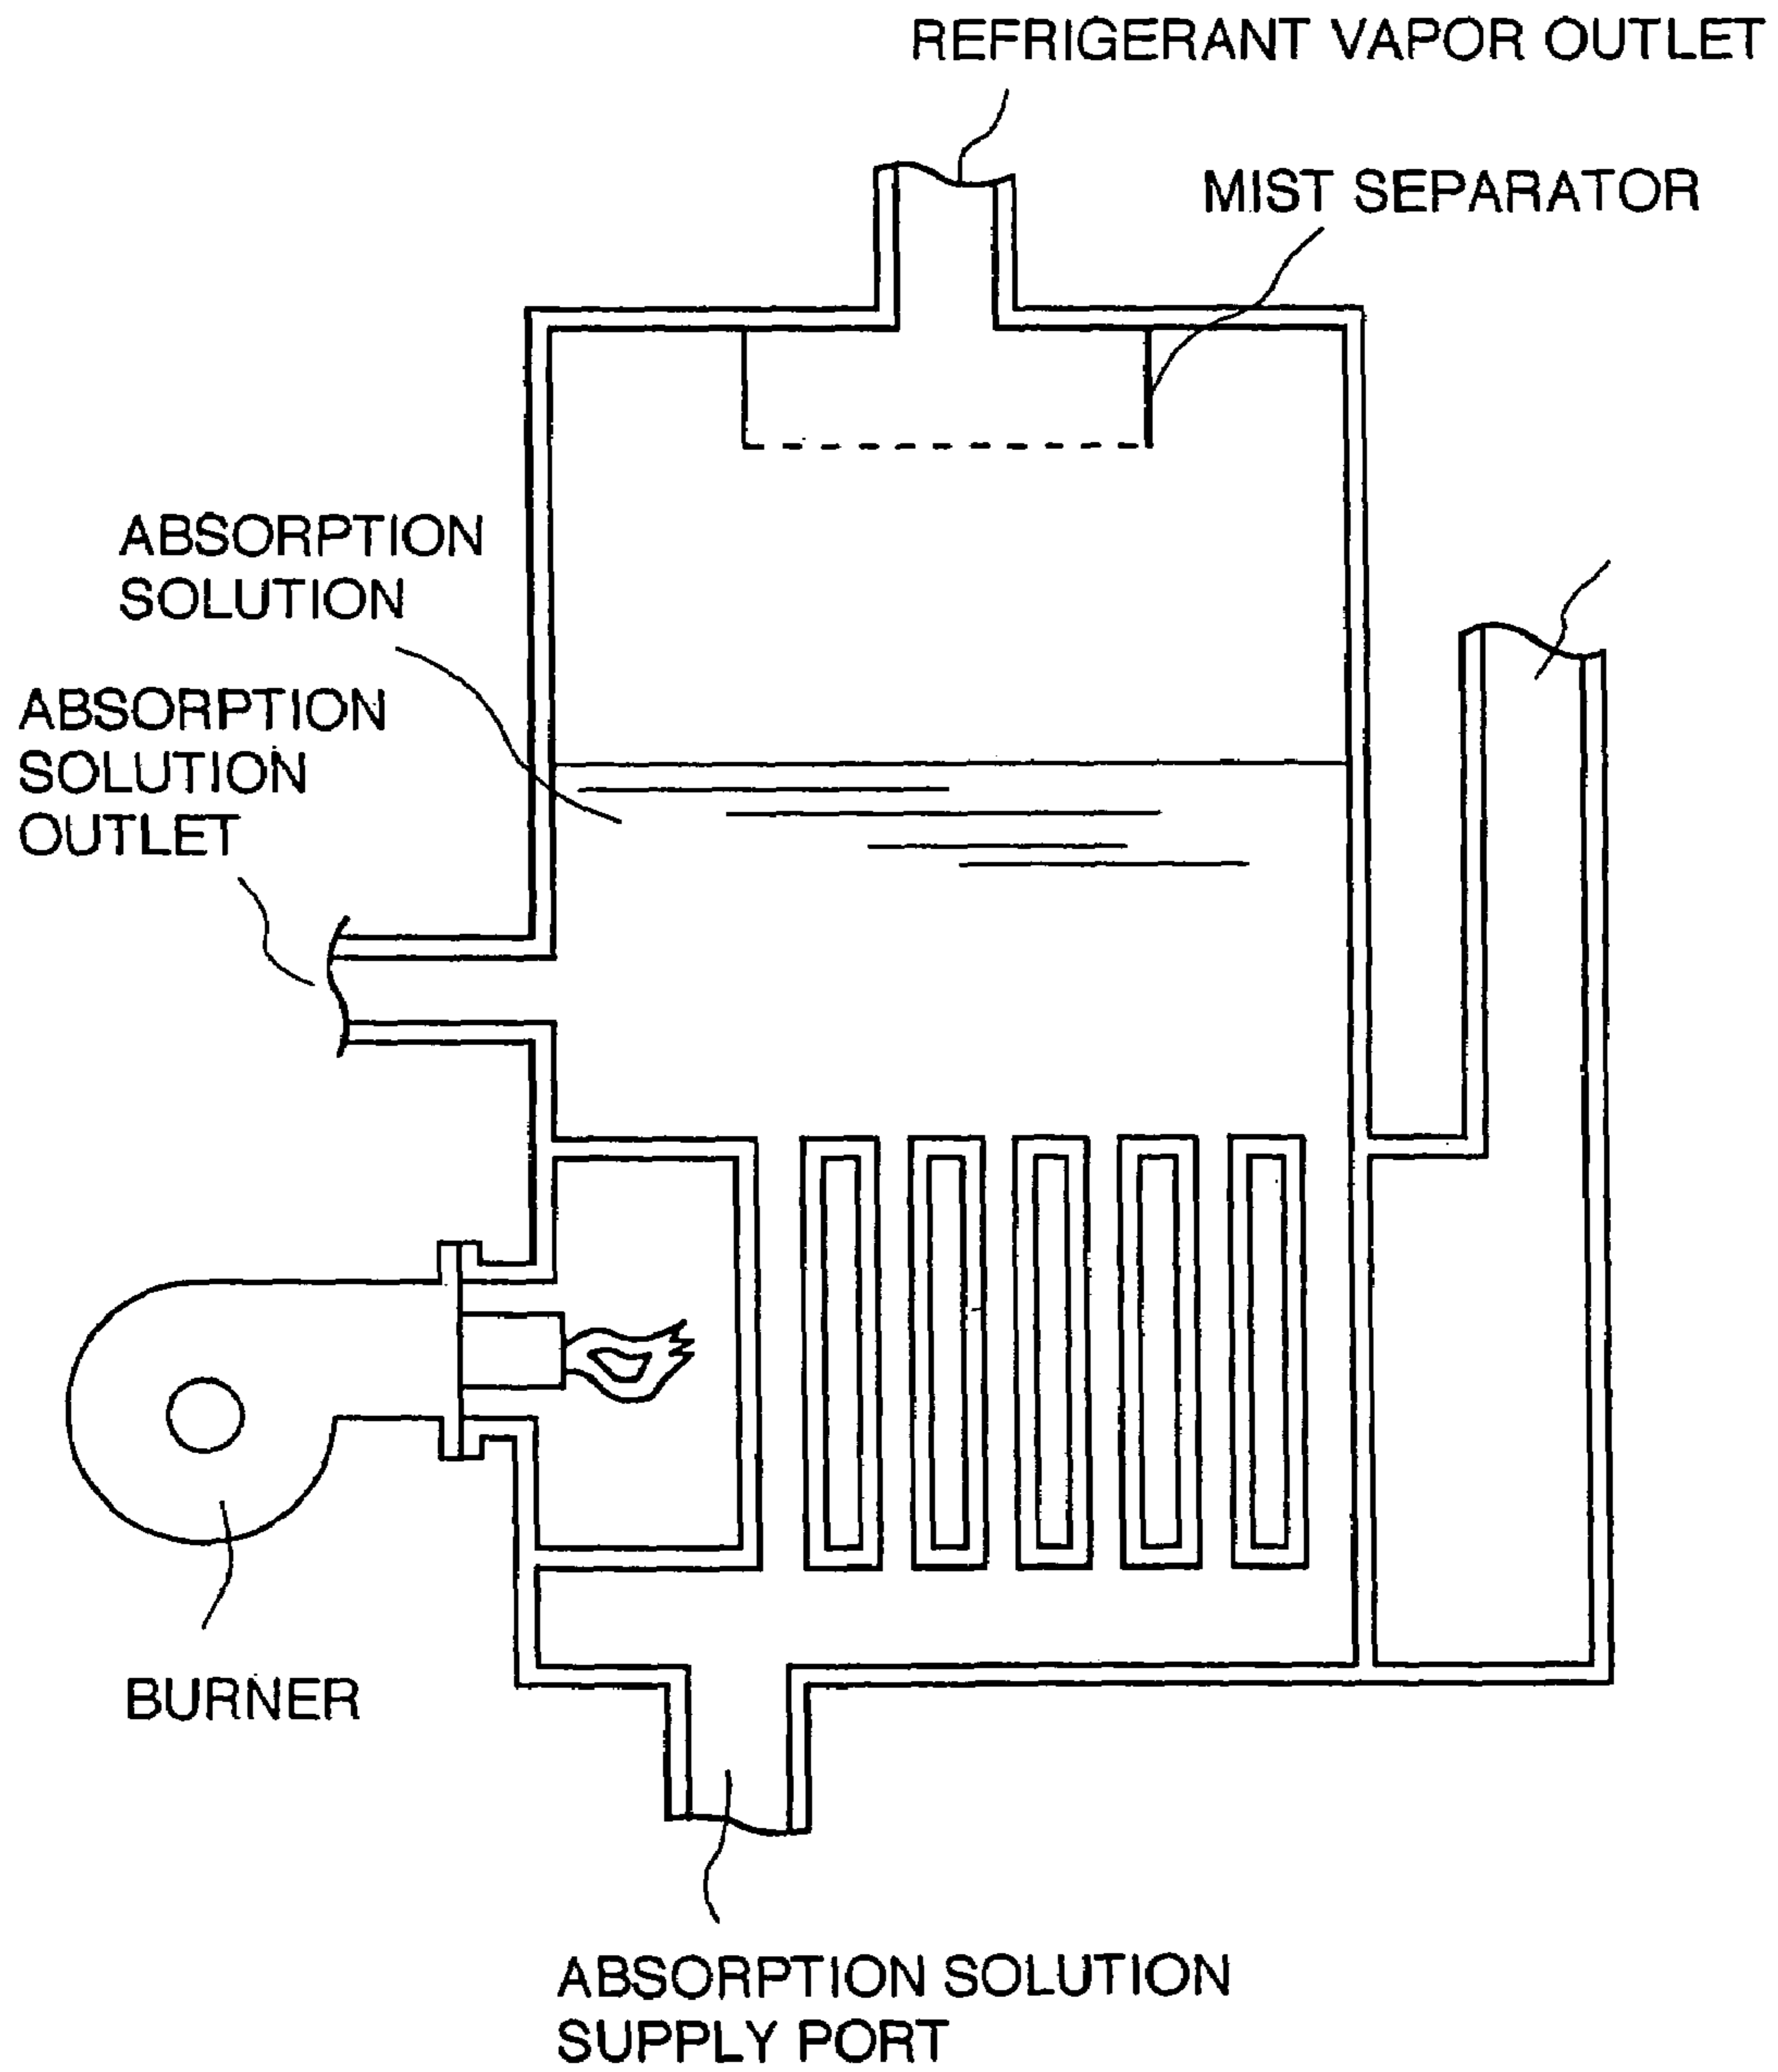 REFRIGERANT VAPOR OUTLET
MIST SEPARATOR
ABSORPTION
SOLUTION
ABSORPTION
SOLUTION
OUTLET
BURNER
ABSORPTION SOLUTION
SUPPLY PORT